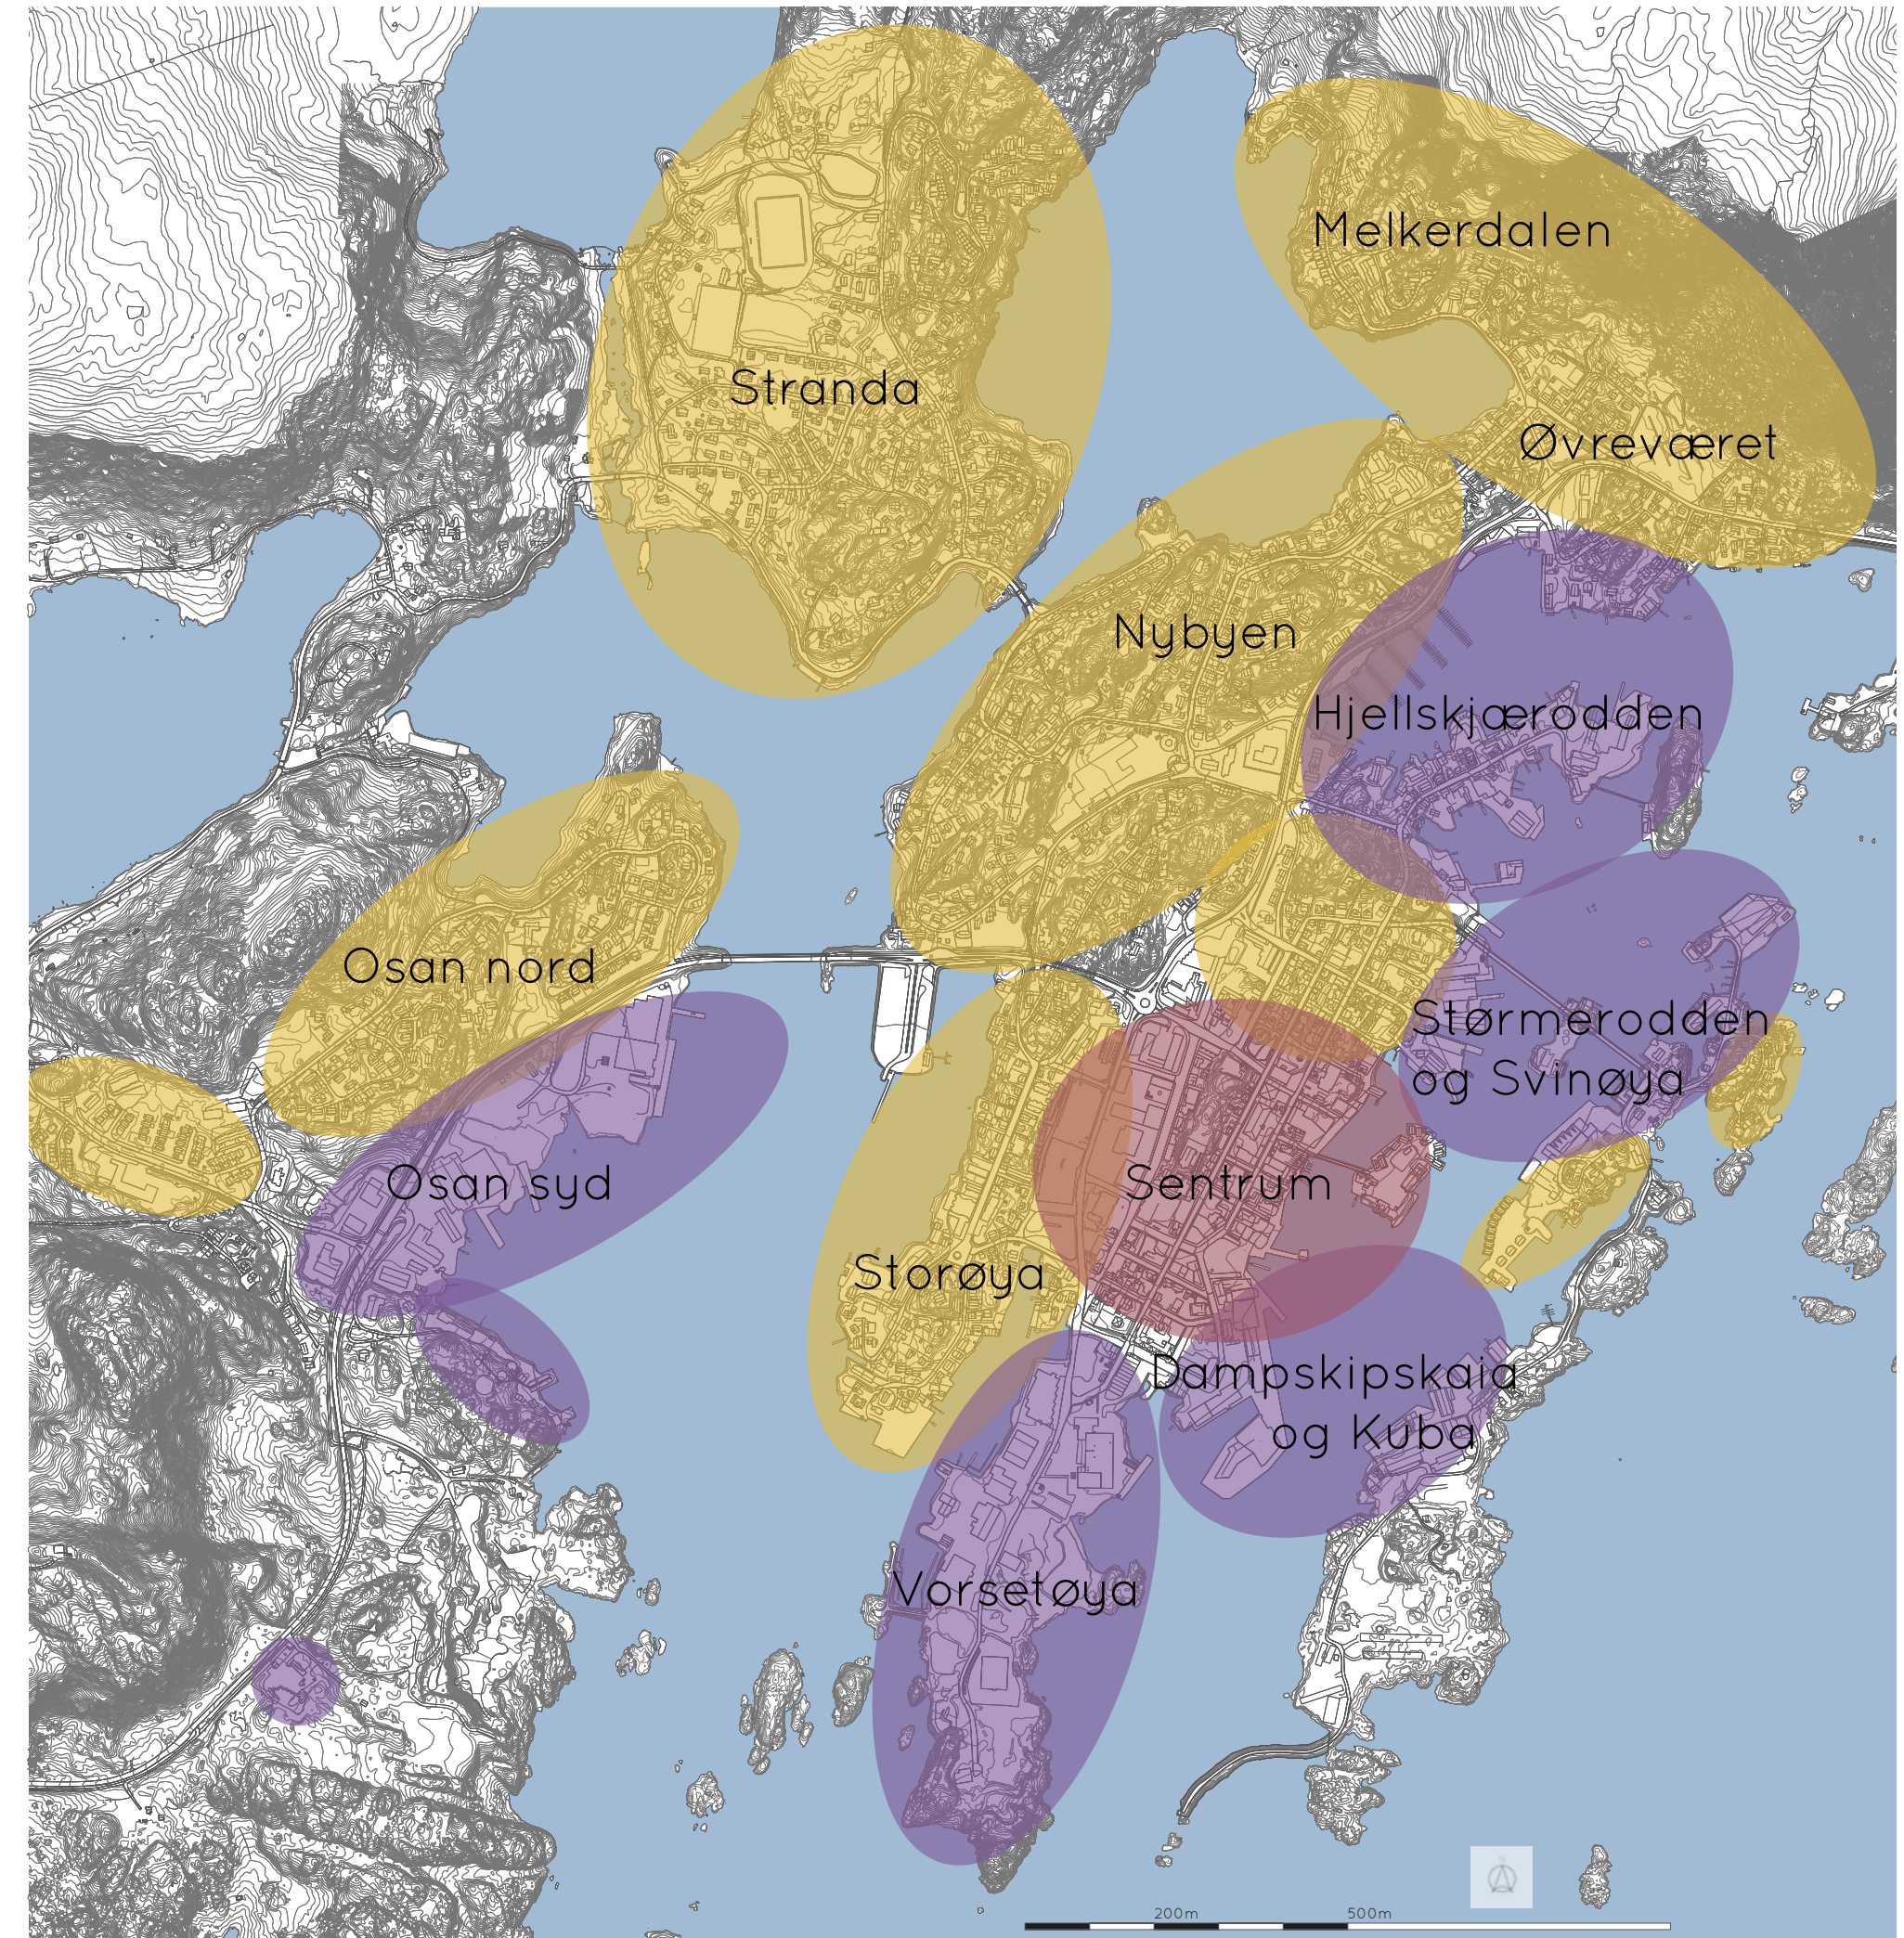 Melkerdalen
Stranda
Øvreværet
Nybyen
Hjellskjærodden
Osan nord
Størmerodden
og Svinøya
Osan syd
Sentrum
Storøya
Dampskipskaia
og Kuba
Vorsetøya
200m 500m